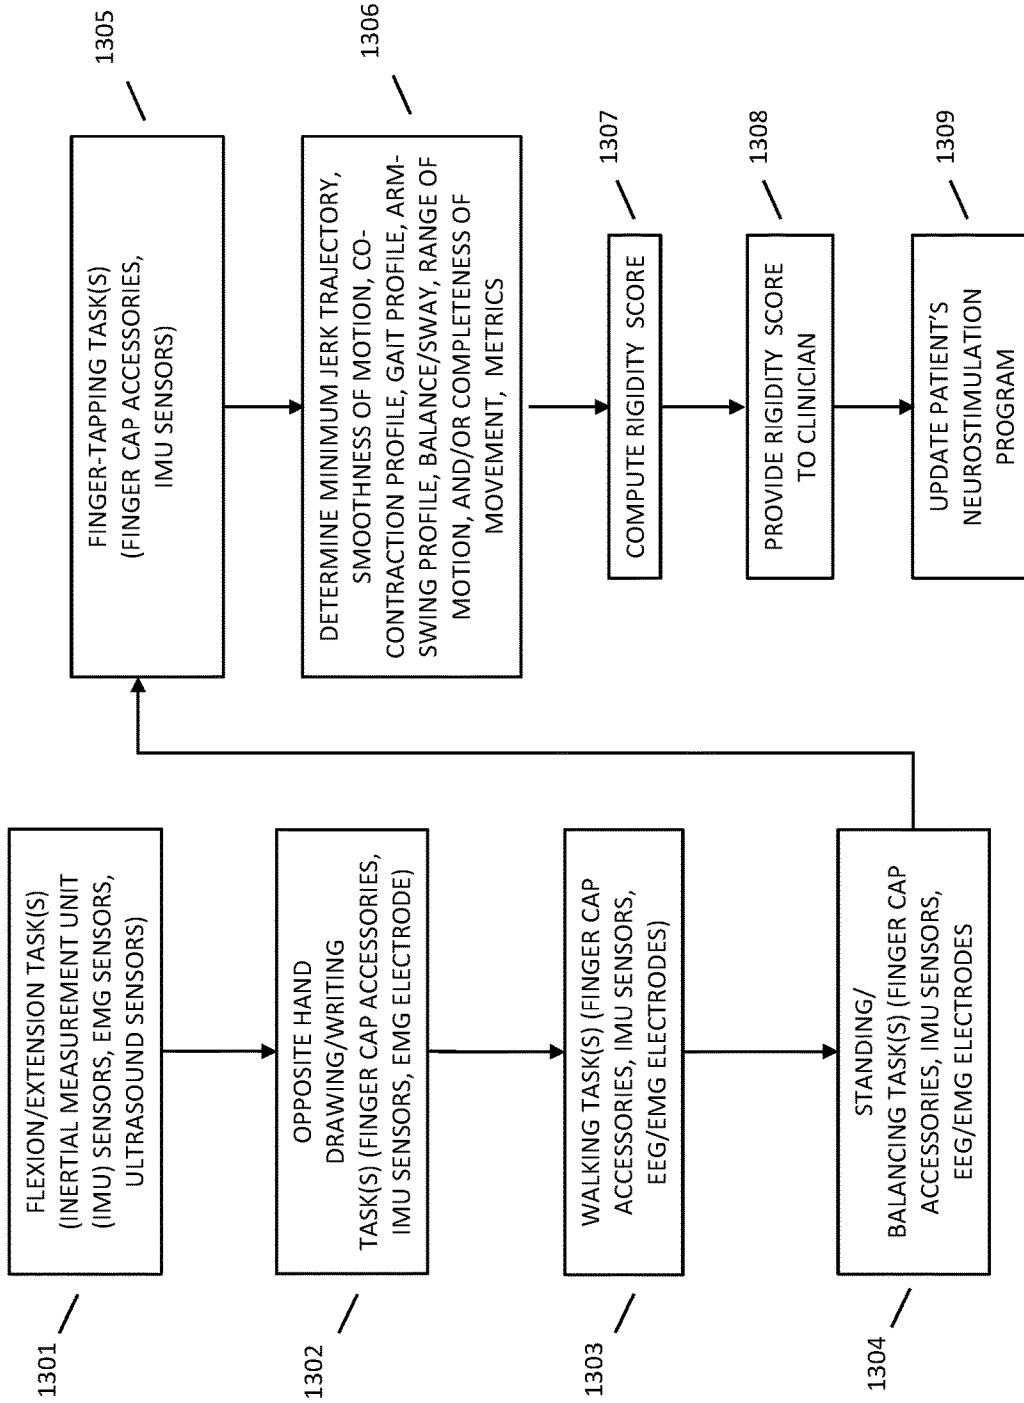 1301
FLEXION/EXTENSION TASK(S)
(INERTIAL MEASUREMENT UNIT
(IMU) SENSORS, EMG SENSORS,
ULTRASOUND SENSORS)
1302
OPPOSITE HAND
DRAWING/WRITING
TASK(S) (FINGER CAP ACCESSORIES,
IMU SENSORS, EMG ELECTRODE)
1303
WALKING TASK(S) (FINGER CAP
ACCESSORIES, IMU SENSORS,
EEG/EMG ELECTRODES)
1304
STANDING/
BALANCING TASK(S) (FINGER CAP
ACCESSORIES, IMU SENSORS,
EEG/EMG ELECTRODES
1305
FINGER-TAPPING TASK(S)
(FINGER CAP ACCESSORIES,
IMU SENSORS)
1306
DETERMINE MINIMUM JERK TRAJECTORY,
SMOOTHNESS OF MOTION, CO-
CONTRACTION PROFILE, GAIT PROFILE, ARM-
SWING PROFILE, BALANCE/SWAY, RANGE OF
MOTION, AND/OR COMPLETENESS OF
MOVEMENT, METRICS
1307
COMPUTE RIGIDITY SCORE
1308
PROVIDE RIGIDITY SCORE
TO CLINICIAN
1309
UPDATE PATIENT'S
NEUROSTIMULATION
PROGRAM